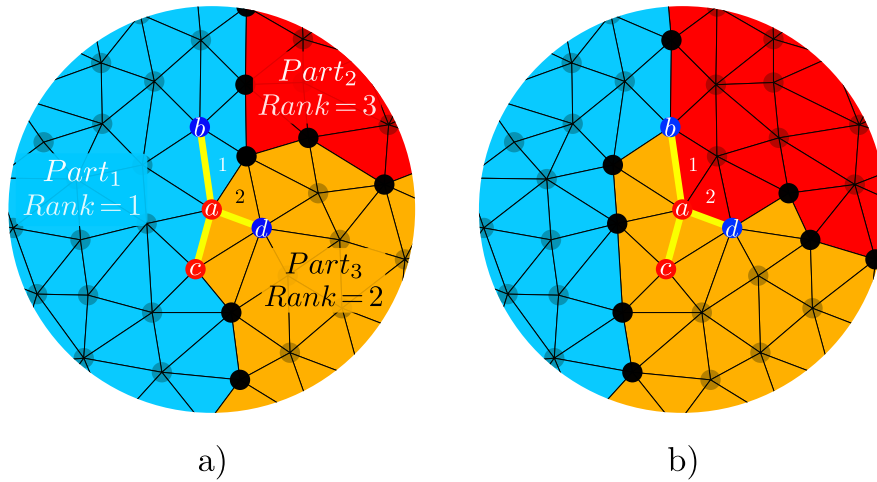 Part₂
Rank = 3
b
b
1
1
Part₁
Rank = 1
2
2
a
a
d
d
c
c
Part₃
Rank = 2
a)
b)